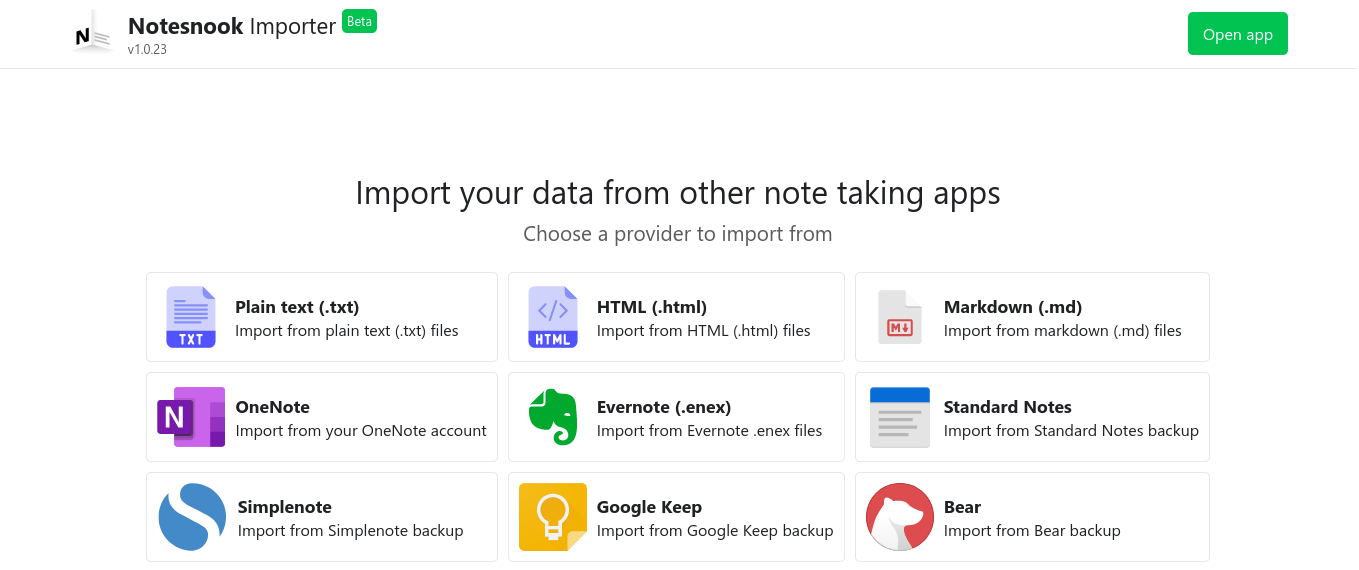 N
Notesnook Importer Beta
v1.0.23
Open app
Import your data from other note taking apps
Choose a provider to import from
TXT
Plain text (.txt)
Import from plain text (.txt) files
</>
HTML
HTML (.html)
Import from HTML (.html) files
M
Markdown (.md)
Import from markdown (.md) files
N
OneNote
Import from your OneNote account
Evernote (.enex)
Import from Evernote .enex files
Standard Notes
Import from Standard Notes backup
Simplenote
Import from Simplenote backup
Google Keep
Import from Google Keep backup
Bear
Import from Bear backup